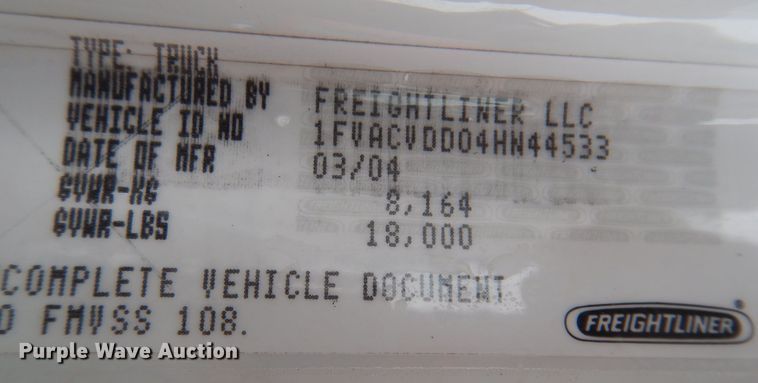 TYPE: TRUCK
MANUFACTURED BY FREIGHTLINER LLC
VEHICLE ID NO 1FVACVDD04HN44533
DATE OF MFR 03/04
GVWR-KG 8,164
GVWR-LBS 18,000
COMPLETE VEHICLE DOCUMENT
FMVSS 108.
FREIGHTLINER
Purple Wave Auction